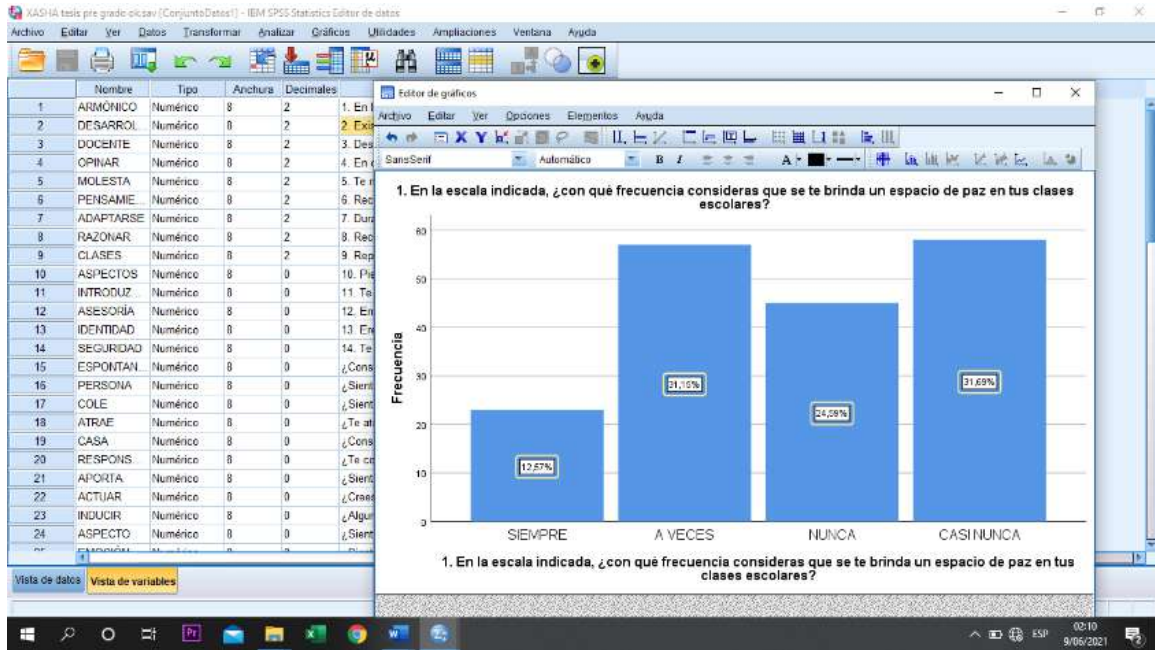 XASHA tesis pre grado oic.sav [ConjuntoDatos1] - IBM SPSS Statistics Editor de datos
Archivo Editar Ver Datos Transformar Analizar Gráficos Utilidades Ampliaciones Ventana Ayuda
Nombre Tipo Anchura Decimales
1 ARMÓNICO Numérico 8 2 1. En l
2 DESARROL Numérico 8 2 2. Exis
3 DOCENTE Numérico 8 2 3. Des
4 OPINAR Numérico 8 2 4. En
5 MOLESTA Numérico 8 2 5. Te
6 PENSAMIE... Numérico 8 2 6. Rec
7 ADAPTARSE Numérico 8 2 7. Dura
8 RAZONAR Numérico 8 2 8. Rec
9 CLASES Numérico 8 2 9. Rep
10 ASPECTOS Numérico 8 0 10. Pie
11 INTRODUZ... Numérico 8 0 11. Te
12 ASESORÍA Numérico 8 0 12. En
13 IDENTIDAD Numérico 8 0 13. Ere
14 SEGURIDAD Numérico 8 0 14. Te
15 ESPONTAN... Numérico 8 0 ¿Cons
16 PERSONA Numérico 8 0 ¿Sient
17 COLE Numérico 8 0 ¿Sient
18 ATRAE Numérico 8 0 ¿Te at
19 CASA Numérico 8 0 ¿Cons
20 RESPONS... Numérico 8 0 ¿Te co
21 APORTA Numérico 8 0 ¿Sient
22 ACTUAR Numérico 8 0 ¿Crees
23 INDUCIR Numérico 8 0 ¿Algur
24 ASPECTO Numérico 8 0 ¿Sient
Vista de datos Vista de variables
Editor de gráficos
Archivo Editar Ver Opciones Elementos Ayuda
SansSerif Automático B I A
1. En la escala indicada, ¿con qué frecuencia consideras que se te brinda un espacio de paz en tus clases
escolares?
Frecuencia
60
50
40
30
20
10
0
12,57%
31,15%
24,59%
31,69%
SIEMPRE A VECES NUNCA CASI NUNCA
1. En la escala indicada, ¿con qué frecuencia consideras que se te brinda un espacio de paz en tus
clases escolares?
Pr
ESP
02:10
9/06/2021
2